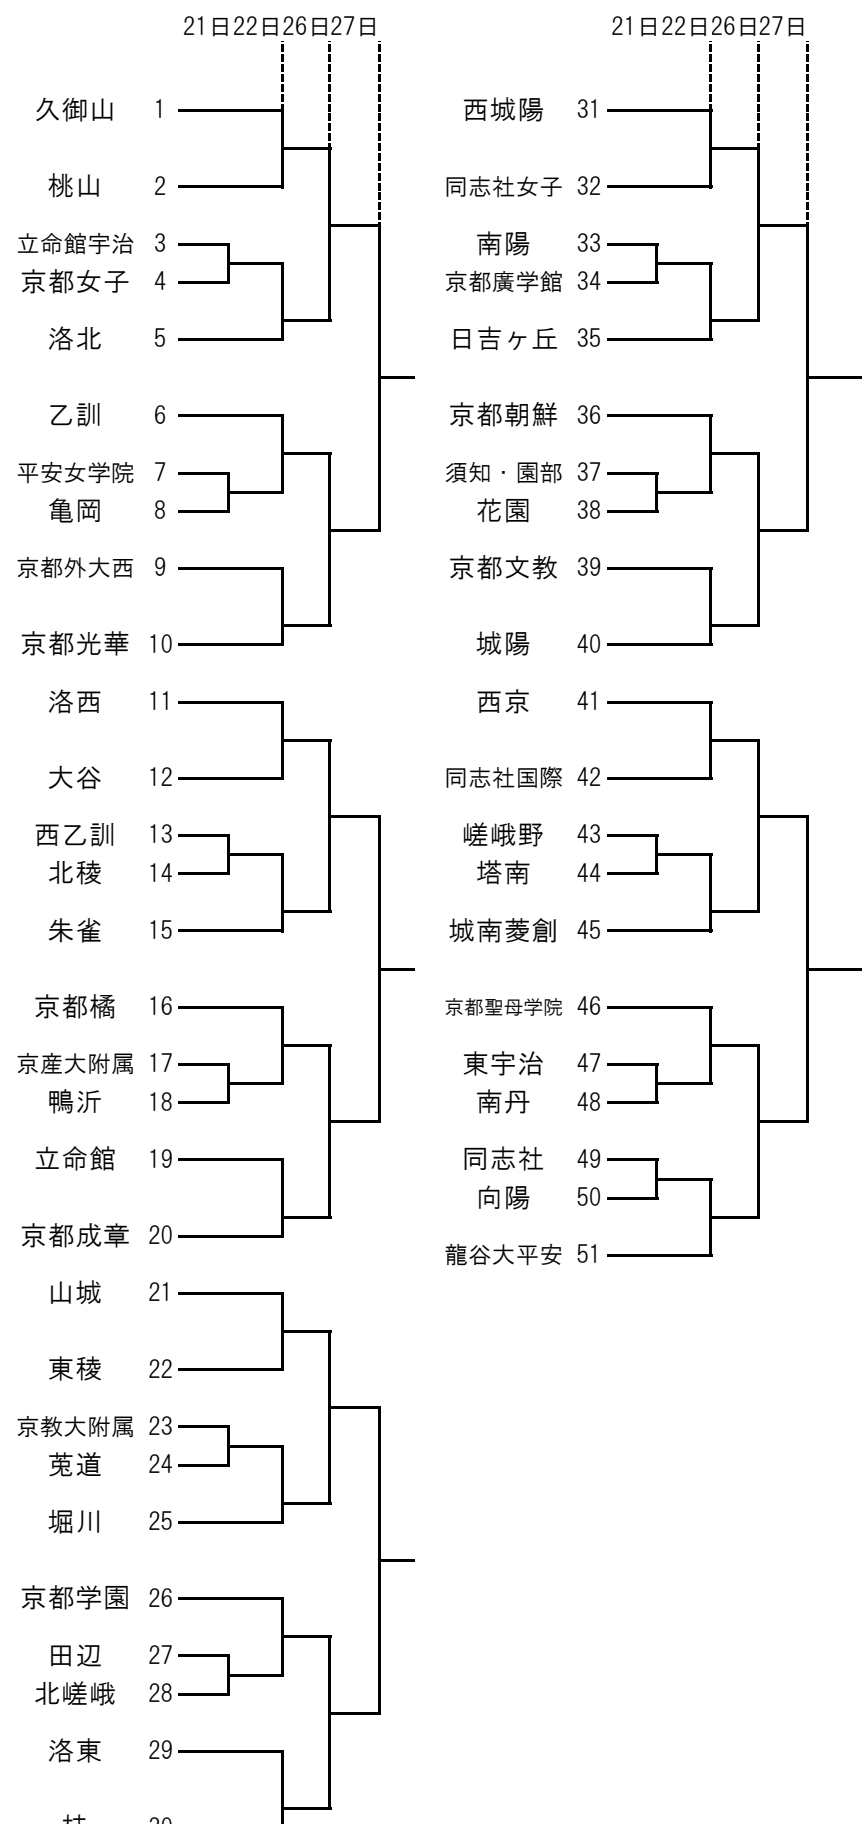 21日22日26日27日
久御山 1
桃山 2
立命館宇治 3
京都女子 4
洛北 5
乙訓 6
平安女学院 7
亀岡 8
京都外大西 9
京都光華 10
洛西 11
大谷 12
西乙訓 13
北稜 14
朱雀 15
京都橘 16
京産大附属 17
鴨沂 18
立命館 19
京都成章 20
山城 21
東稜 22
京教大附属 23
莵道 24
堀川 25
京都学園 26
田辺 27
北嵯峨 28
洛東 29
21日22日26日27日
西城陽 31
同志社女子 32
南陽 33
京都廣学館 34
日吉ヶ丘 35
京都朝鮮 36
須知・園部 37
花園 38
京都文教 39
城陽 40
西京 41
同志社国際 42
嵯峨野 43
塔南 44
城南菱創 45
京都聖母学院 46
東宇治 47
南丹 48
同志社 49
向陽 50
龍谷大平安 51